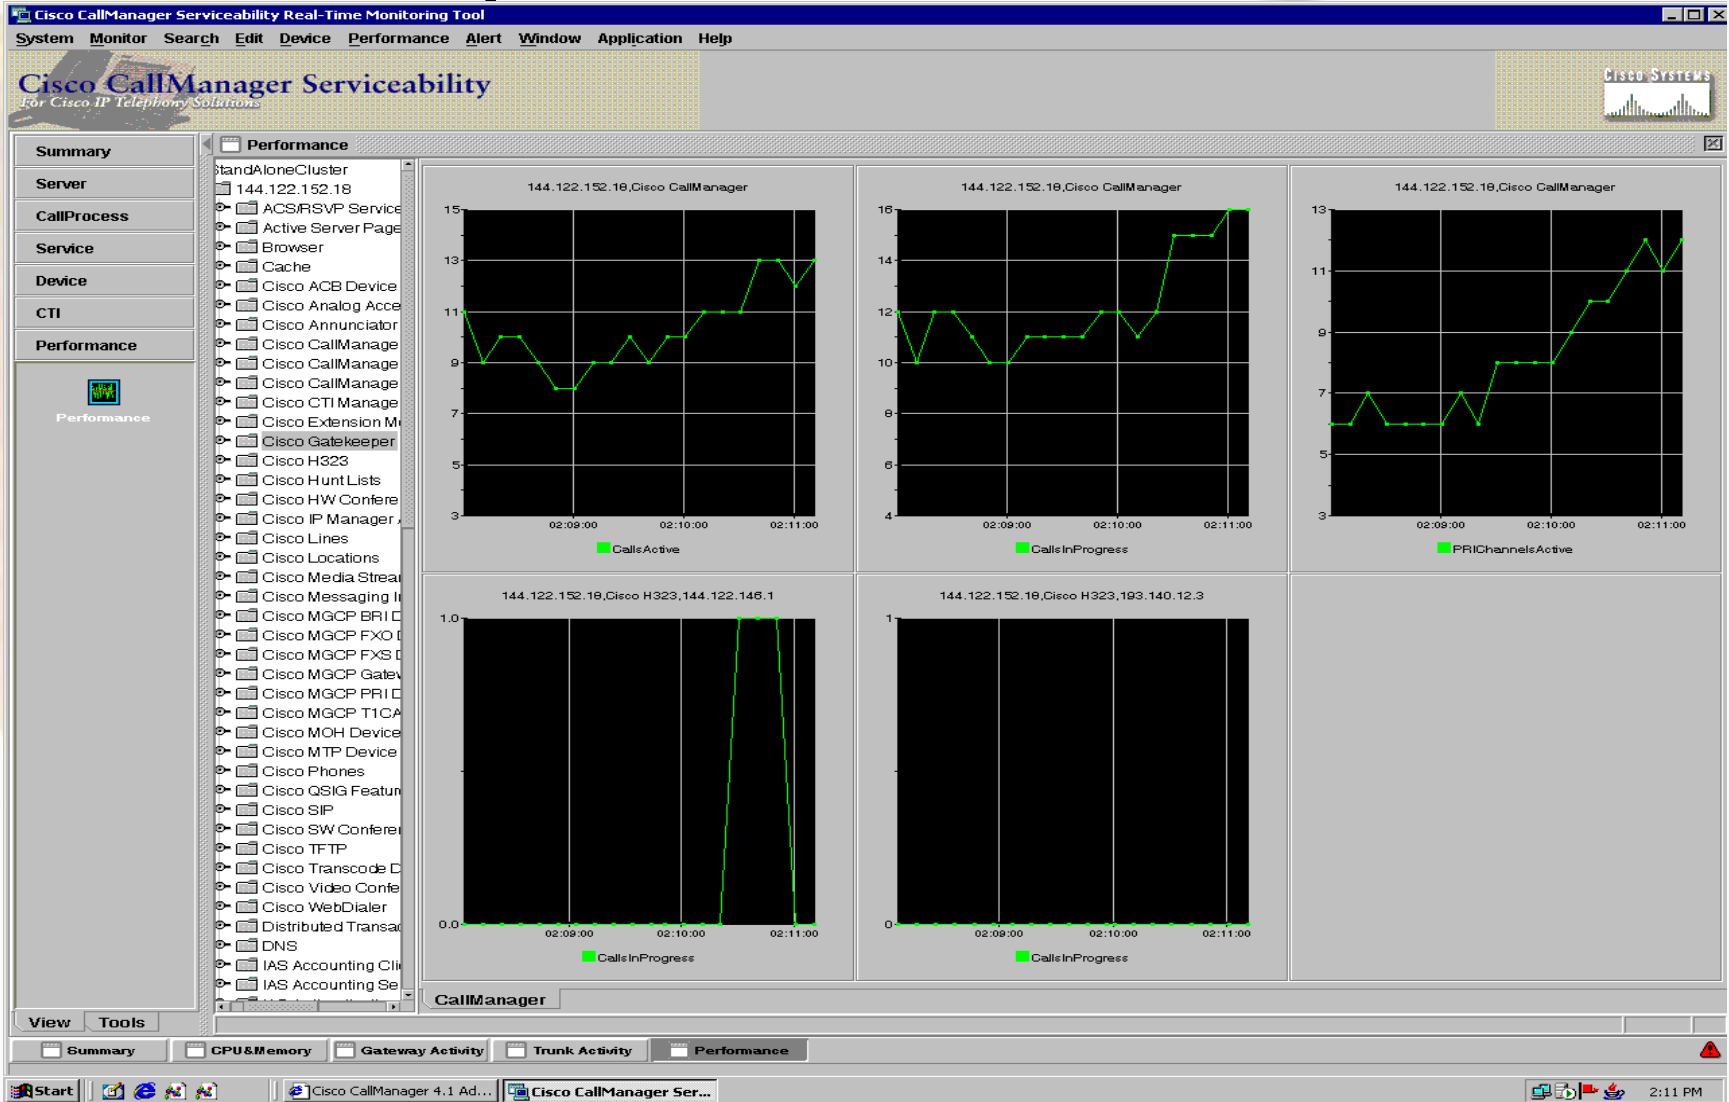 Cisco CallManager Serviceability Real-Time Monitoring Tool
System Monitor Search Edit Device Performance Alert Window Application Help
Cisco CallManager Serviceability
For Cisco IP Telephony Solutions
CISCO SYSTEMS
Summary
Server
CallProcess
Service
Device
CTI
Performance
Performance
View Tools
Performance
StandAloneCluster
144.122.152.18
ACS/RSVP Service
Active Server Page
Browser
Cache
Cisco ACB Device
Cisco Analog Acce
Cisco Annunciator
Cisco CallManage
Cisco CallManage
Cisco CallManage
Cisco CTI Manage
Cisco Extension Mo
Cisco Gatekeeper
Cisco H323
Cisco Hunt Lists
Cisco HW Confere
Cisco IP Manager
Cisco Lines
Cisco Locations
Cisco Media Strear
Cisco Messaging I
Cisco MGCP BRI D
Cisco MGCP FXO D
Cisco MGCP FXS D
Cisco MGCP Gatew
Cisco MGCP PRI D
Cisco MGCP T1CA
Cisco MOH Device
Cisco MTP Device
Cisco Phones
Cisco QSIG Featur
Cisco SIP
Cisco SW Conferer
Cisco TFTP
Cisco Transcode D
Cisco Video Confe
Cisco WebDialer
Distributed Transac
DNS
IAS Accounting Cli
IAS Accounting Se
144.122.152.18,Cisco CallManager
15
13
11
9
7
5
3
02:09:00 02:10:00 02:11:00
CallsActive
144.122.152.18,Cisco CallManager
16
14
12
10
8
6
4
02:09:00 02:10:00 02:11:00
CallsInProgress
144.122.152.18,Cisco CallManager
13
11
9
7
5
3
02:09:00 02:10:00 02:11:00
PRIChannelsActive
144.122.152.18,Cisco H323,144.122.146.1
1.0
0.0
02:09:00 02:10:00 02:11:00
CallsInProgress
144.122.152.18,Cisco H323,193.140.12.3
1
0
02:09:00 02:10:00 02:11:00
CallsInProgress
CallManager
Summary CPU&Memory Gateway Activity Trunk Activity Performance
Start Cisco CallManager 4.1 Ad... Cisco CallManager Ser... 2:11 PM